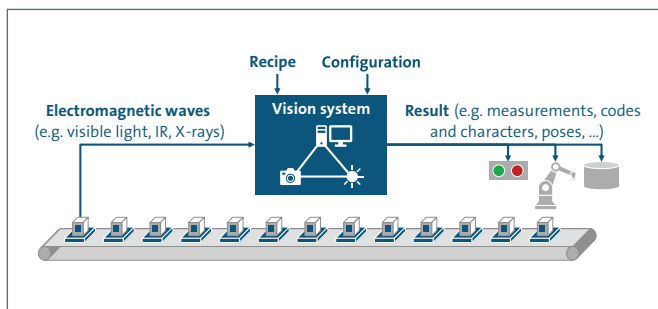 Recipe
Configuration
Electromagnetic waves
(e.g. visible light, IR, X-rays)
Vision system
Result (e.g. measurements, codes
and characters, poses, …)